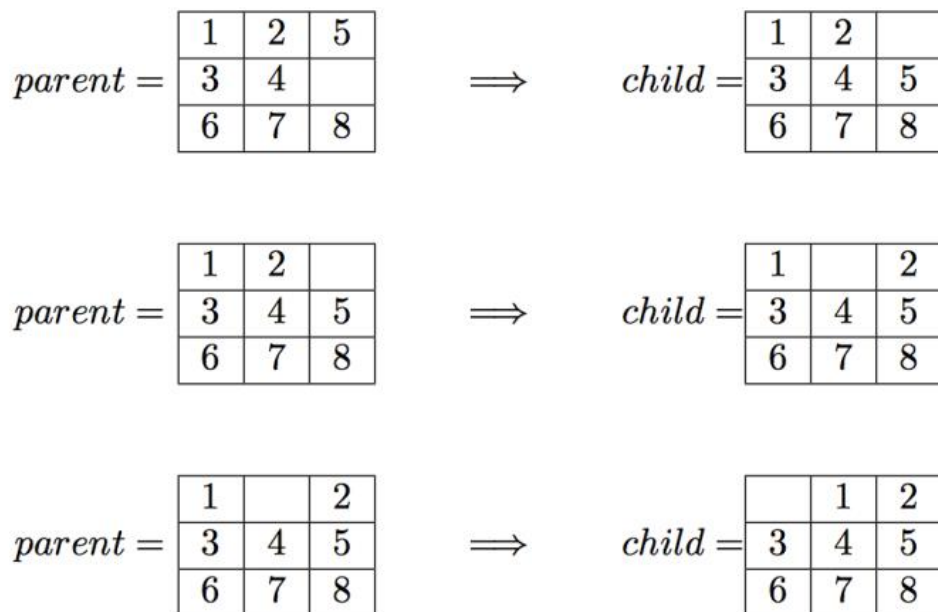 1 2 5 1 2
parent = 3 4 ⟹ child = 3 4 5
6 7 8 6 7 8
1 2 1 2
parent = 3 4 5 ⟹ child = 3 4 5
6 7 8 6 7 8
1 2 1 2
parent = 3 4 5 ⟹ child = 3 4 5
6 7 8 6 7 8